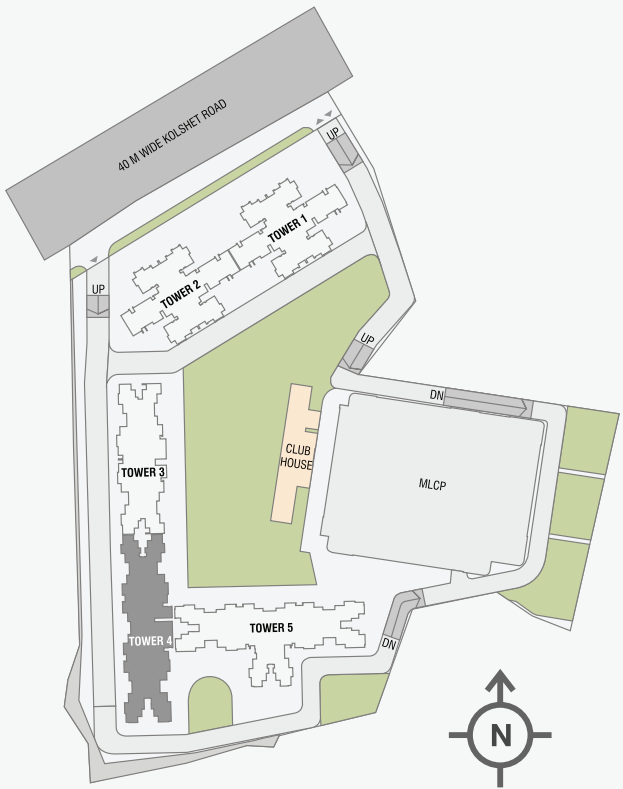 40 M WIDE KOLSHET ROAD
UP
TOWER 1
TOWER 2
UP
UP
DN
TOWER 3
CLUB
HOUSE
MLCP
TOWER 4
TOWER 5
DN
N